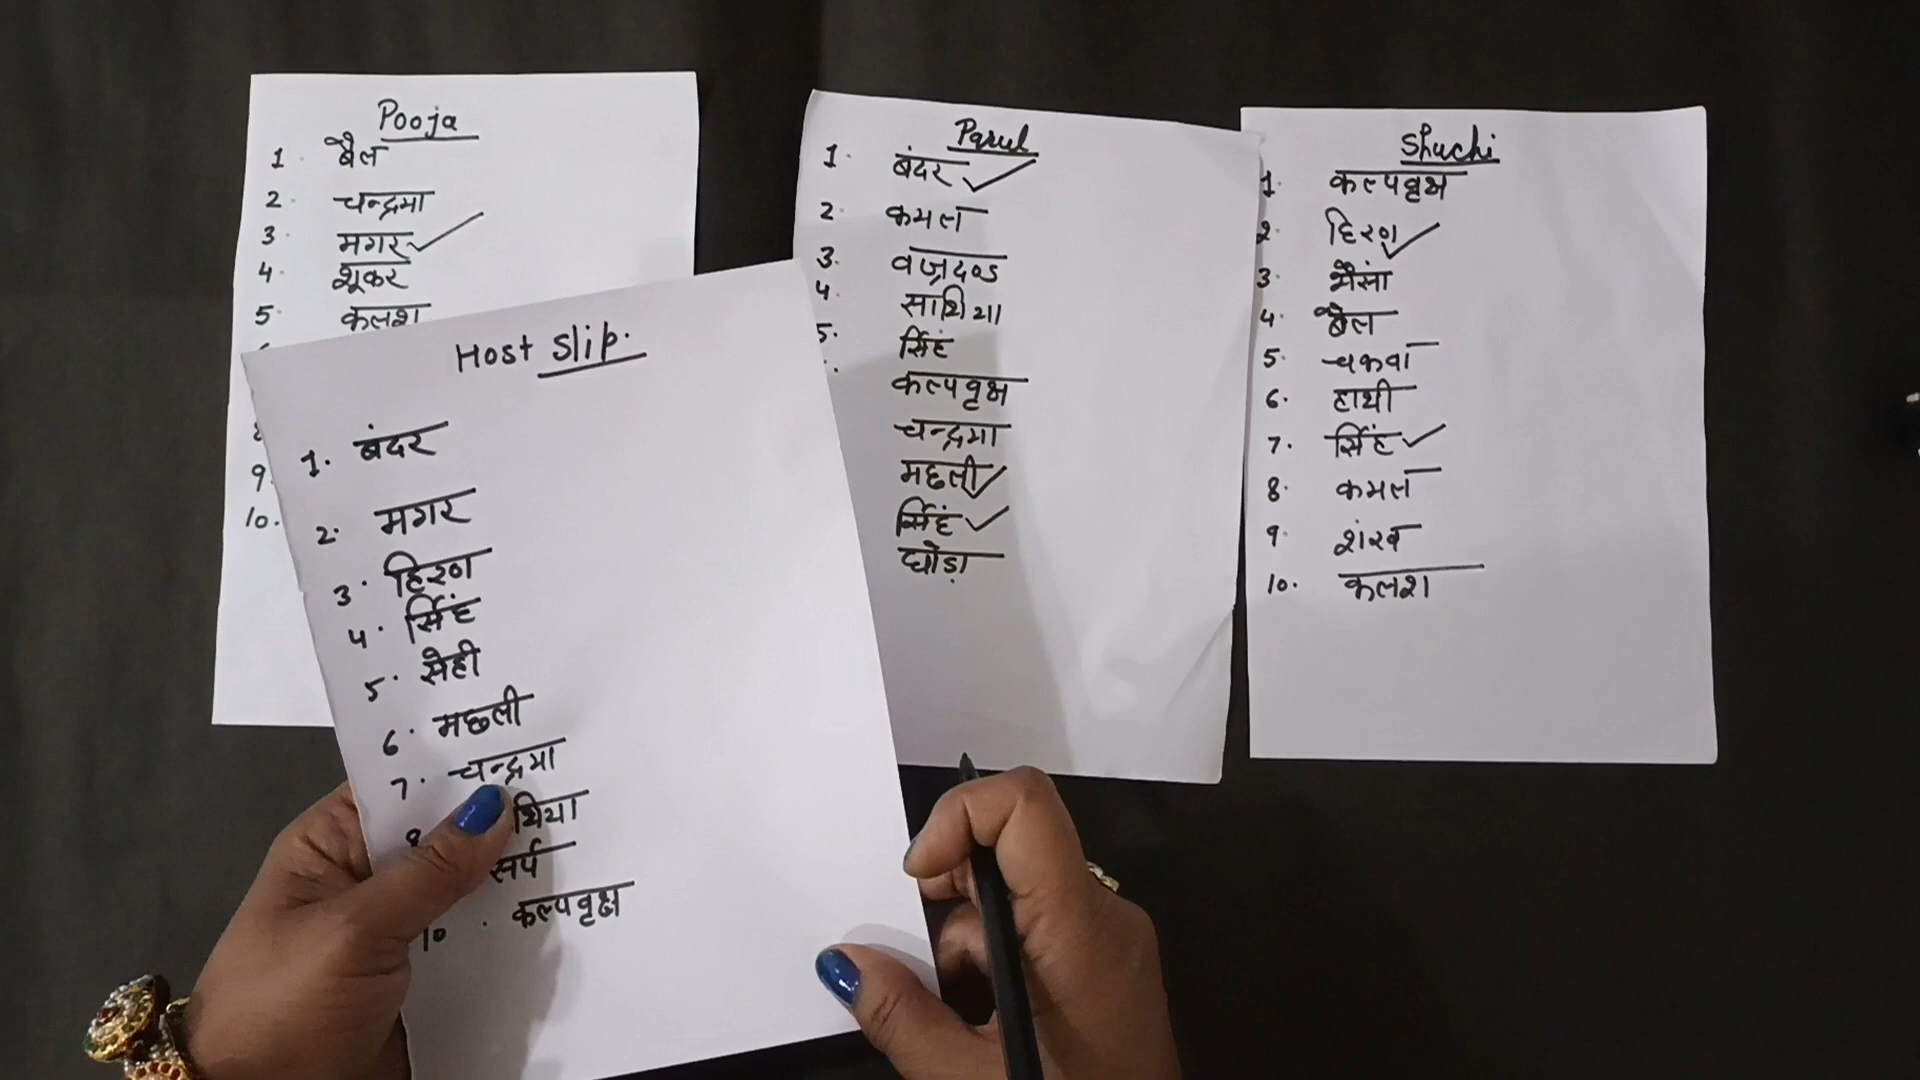 Pooja
1. बैल
2. चन्द्रमा
3. मगर
4 शूकर
5. कलश
9.
10.
Parul
1. बंदर
2. कमल
3. वज्रदण्ड
4 साथिया
5. सिंह
कल्पवृक्ष
चन्द्रमा
मछली
सिंह
घोड़ा
Shuchi
1. कल्पवृक्ष
2. हिरण
3. भैंसा
4. बैल
5. चकवा
6. हाथी
7. सिंह
8. कमल
9. शंख
10. कलश
Host Slip.
1. बंदर
2. मगर
3. हिरण
4. सिंह
5. सेही
6. मछली
7. चन्द्रमा
8 थिया
सर्प
10. कल्पवृक्ष